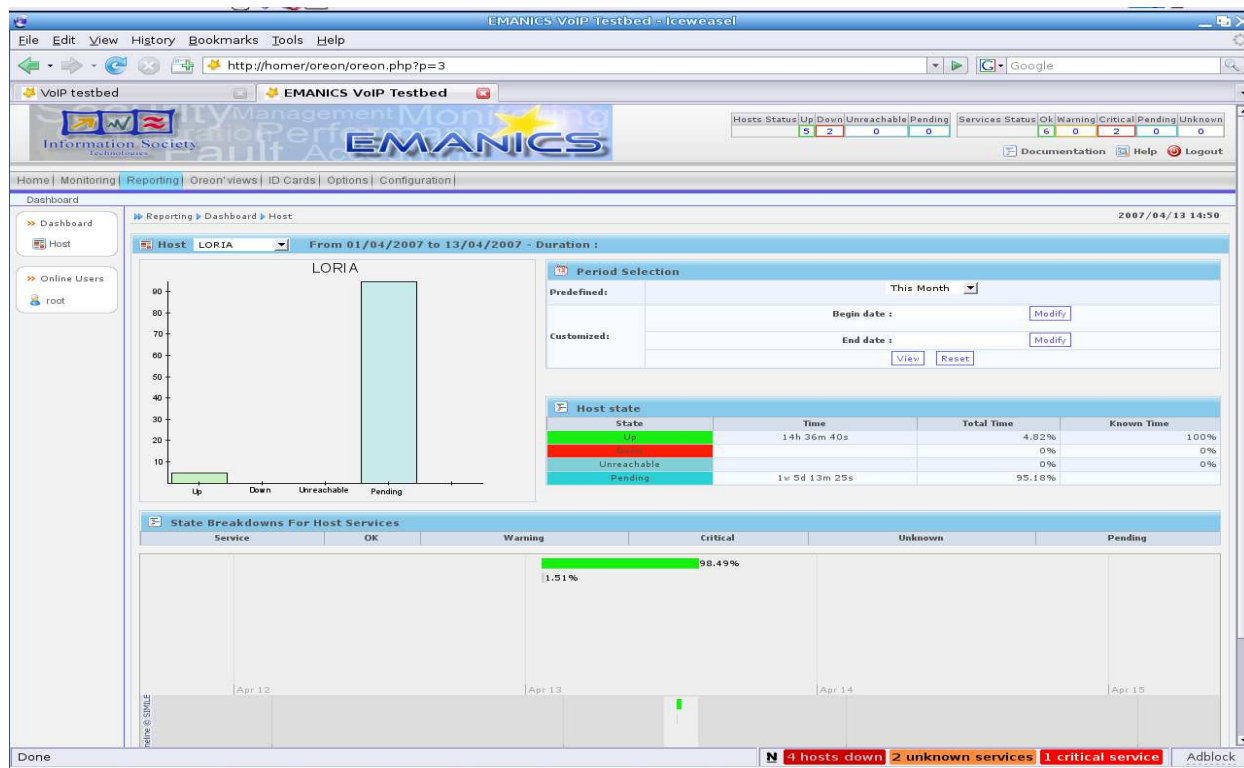 EMANICS VoIP Testbed - Iceweasel
File Edit View History Bookmarks Tools Help
http://homer/oreon/oreon.php?p=3
G Google
VoIP testbed
EMANICS VoIP Testbed
Information Society
Technologies
Management
EMANICS
Hosts Status Up Down Unreachable Pending
5 2 0 0
Services Status Ok Warning Critical Pending Unknown
6 0 2 0 0
Documentation Help Logout
Home| Monitoring| Reporting| Oreon'views| ID Cards| Options| Configuration|
Dashboard
Dashboard
Host
Online Users
root
Reporting Dashboard Host
2007/04/13 14:50
Host LORIA From 01/04/2007 to 13/04/2007 - Duration :
LORIA
90
80
70
60
50
40
30
20
10
Up Down Unreachable Pending
Period Selection
Predefined: This Month
Customized:
Begin date : Modify
End date : Modify
View Reset
Host state
State Time Total Time Known Time
Up 14h 36m 40s 4.82% 100%
Down 0% 0%
Unreachable 0% 0%
Pending 1w 5d 13m 25s 95.18%
State Breakdowns For Host Services
Service OK Warning Critical Unknown Pending
98.49%
1.51%
Apr 12 Apr 13 Apr 14 Apr 15
© SIMILE
Done
N 4 hosts down 2 unknown services 1 critical service Adblock